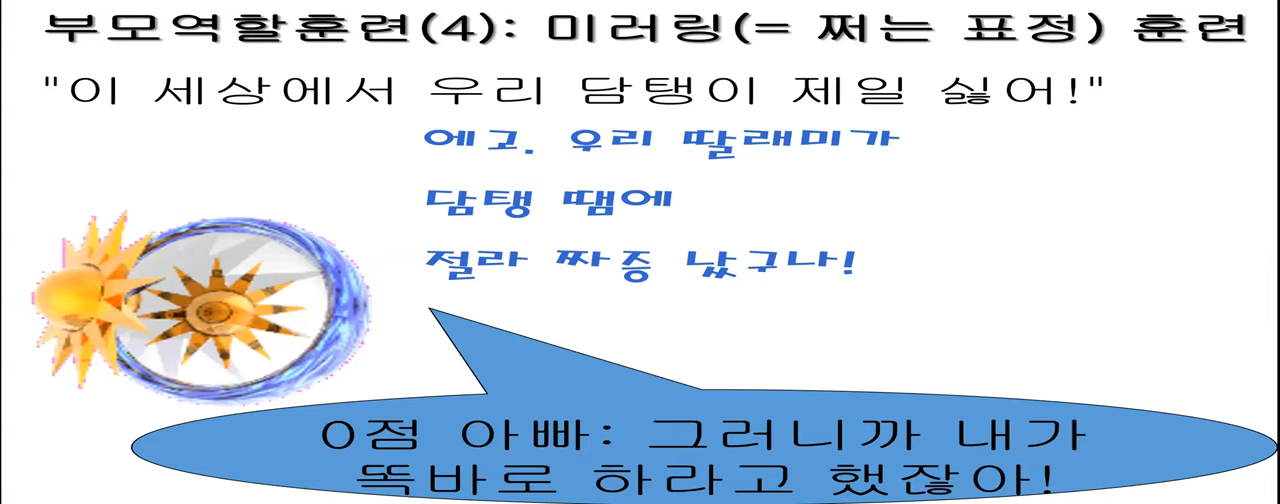 부모역할훈련(4): 미러링(= 쩌는 표정) 훈련
"이 세상에서 우리 담탱이 제일 싫어!"
에고. 우리 딸래미가
담탱 땜에
절라 짜증 났구나!
0점 아빠: 그러니까 내가
똑바로 하라고 했잖아!